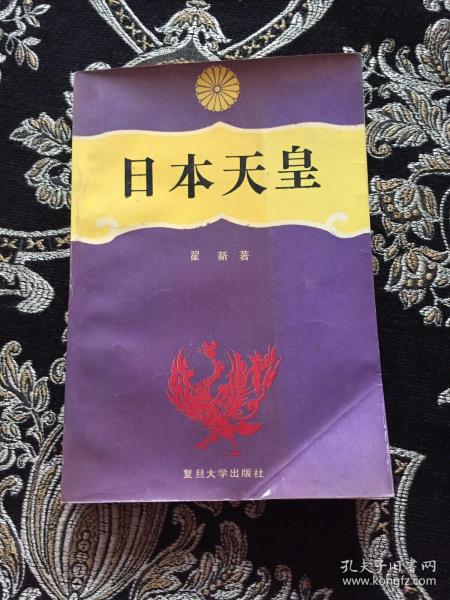 日本天皇
翟 新 著
复旦大学出版社
孔夫子旧书网
www.kongfz.com